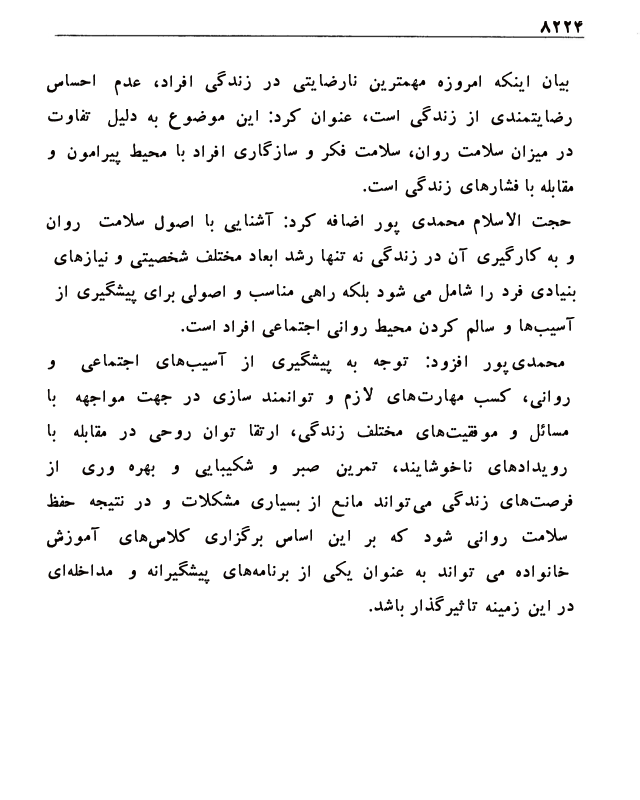 ۸۲۲۴
بیان اینکه امروزه مهمترین نارضایتی در زندگی افراد، عدم احساس
رضایتمندی از زندگی است، عنوان کرد: این موضوع به دلیل تفاوت
در میزان سلامت روان، سلامت فکر و سازگاری افراد با محیط پیرامون و
مقابله با فشارهای زندگی است.
حجت الاسلام محمدی پور اضافه کرد: آشنایی با اصول سلامت روان
و به کارگیری آن در زندگی نه تنها رشد ابعاد مختلف شخصیتی و نیازهای
بنیادی فرد را شامل می شود بلکه راهی مناسب و اصولی برای پیشگیری از
آسیب‌ها و سالم کردن محیط روانی اجتماعی افراد است.
محمدی‌پور افزود: توجه به پیشگیری از آسیب‌های اجتماعی و
روانی، کسب مهارت‌های لازم و توانمند سازی در جهت مواجهه با
مسائل و موفقیت‌های مختلف زندگی، ارتقا توان روحی در مقابله با
رویدادهای ناخوشایند، تمرین صبر و شکیبایی و بهره وری از
فرصت‌های زندگی می‌تواند مانع از بسیاری مشکلات و در نتیجه حفظ
سلامت روانی شود که بر این اساس برگزاری کلاس‌های آموزش
خانواده می تواند به عنوان یکی از برنامه‌های پیشگیرانه و مداخله‌ای
در این زمینه تاثیرگذار باشد.